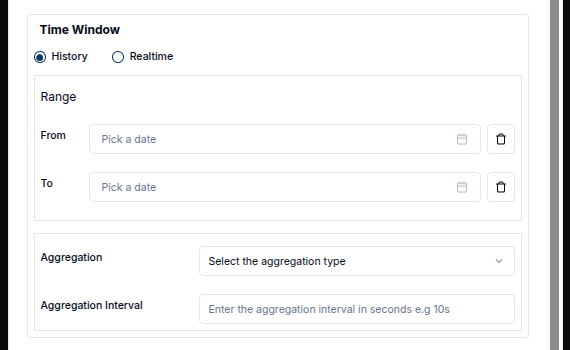 Time Window
History Realtime
Range
From Pick a date
To Pick a date
Aggregation Select the aggregation type
Aggregation Interval Enter the aggregation interval in seconds e.g 10s